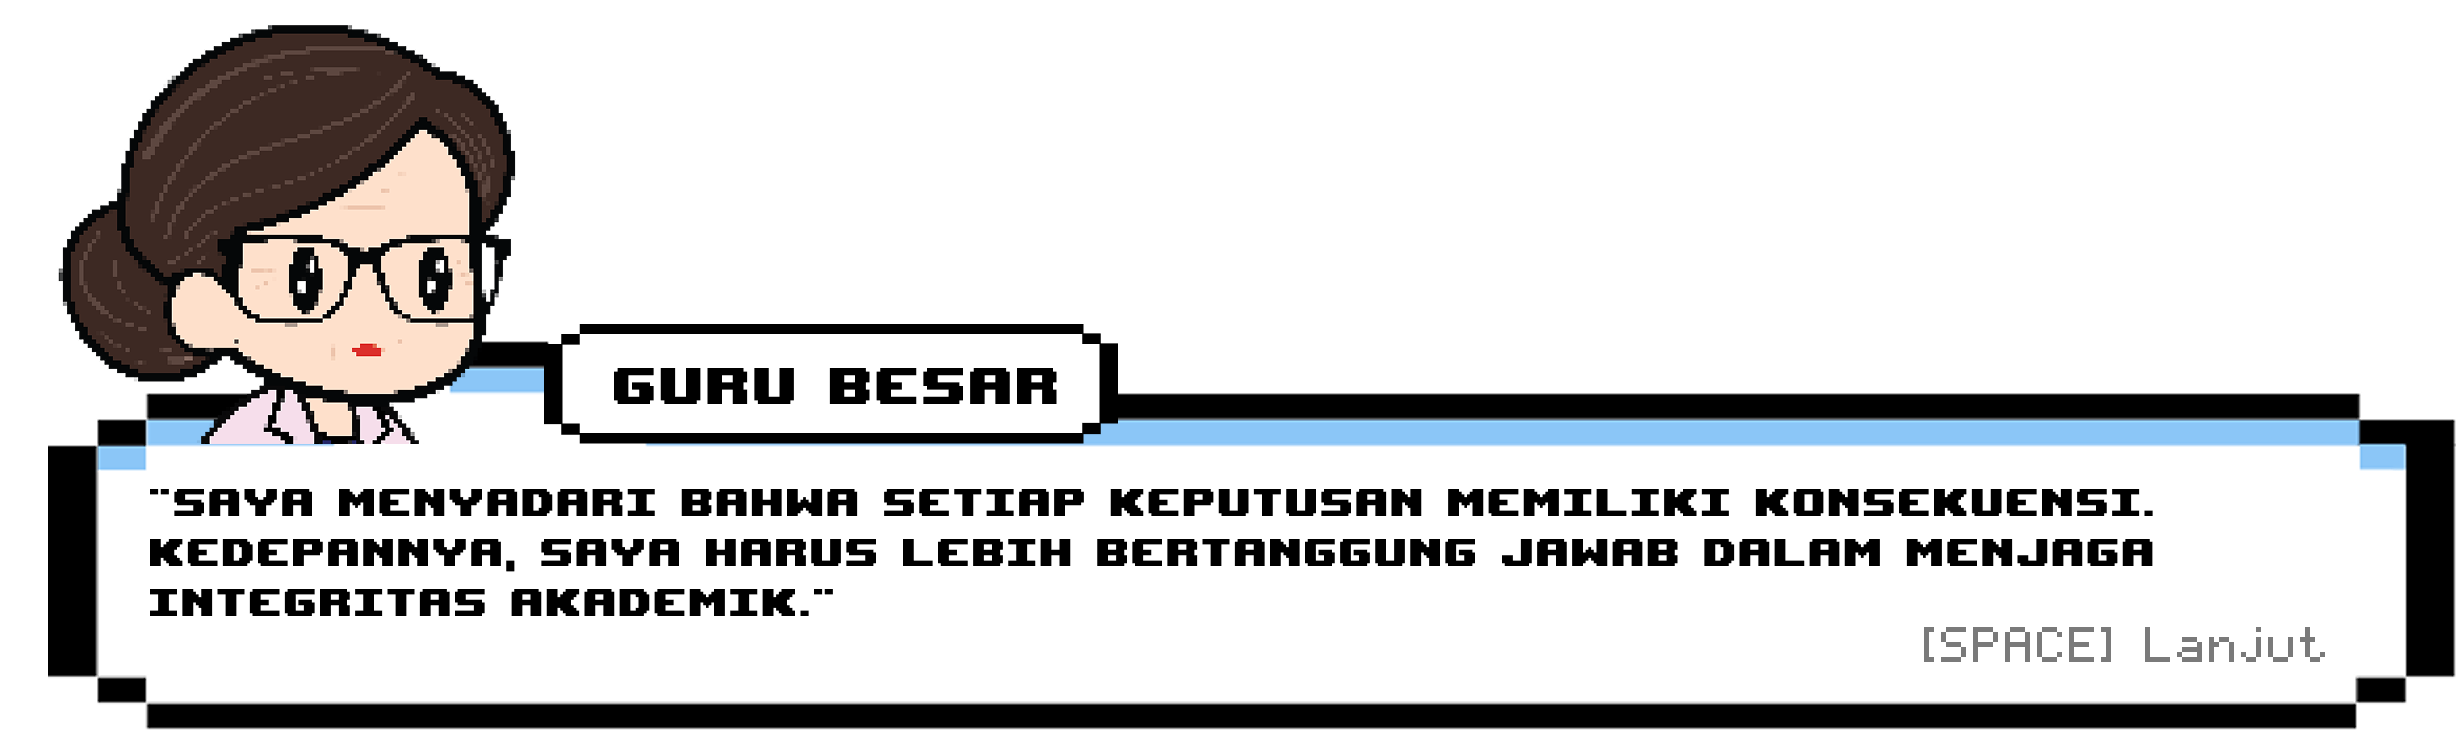 GURU BESAR
"SAYA MENYADARI BAHWA SETIAP KEPUTUSAN MEMILIKI KONSEKUENSI.
KEDEPANNYA, SAYA HARUS LEBIH BERTANGGUNG JAWAB DALAM MENJAGA
INTEGRITAS AKADEMIK."
[SPACE] Lanjut